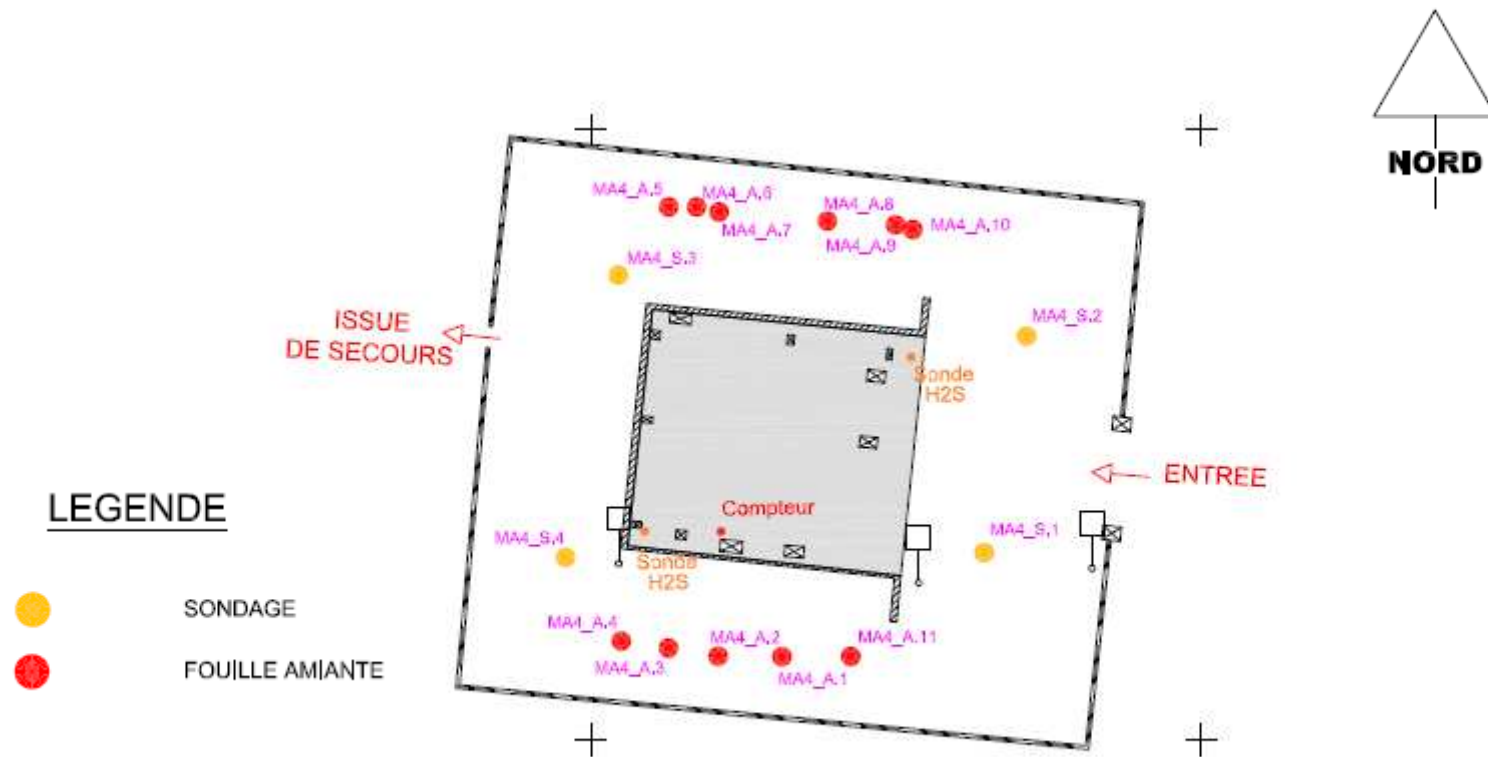 NORD
MA4_A.5
MA4_A.6
MA4_A.7
MA4_A.8
MA4_A.9
MA4_A.10
MA4_S.3
MA4_S.2
ISSUE
DE SECOURS
Sonde
H2S
ENTREE
LEGENDE
Compteur
MA4_S.4
MA4_S.1
Sonde
H2S
SONDAGE
MA4_A.4
MA4_A.3
MA4_A.2
MA4_A.1
MA4_A.11
FOUILLE AMIANTE